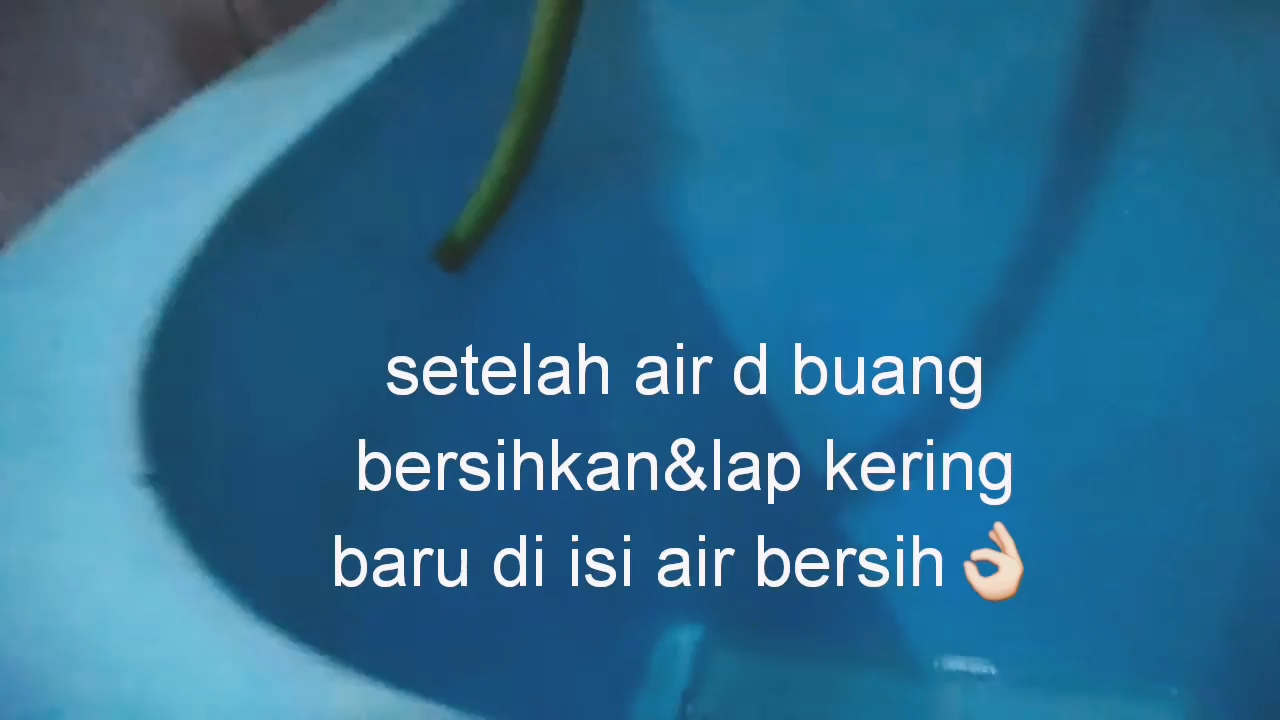 setelah air d buang
bersihkan&lap kering
baru di isi air bersih👌🏻